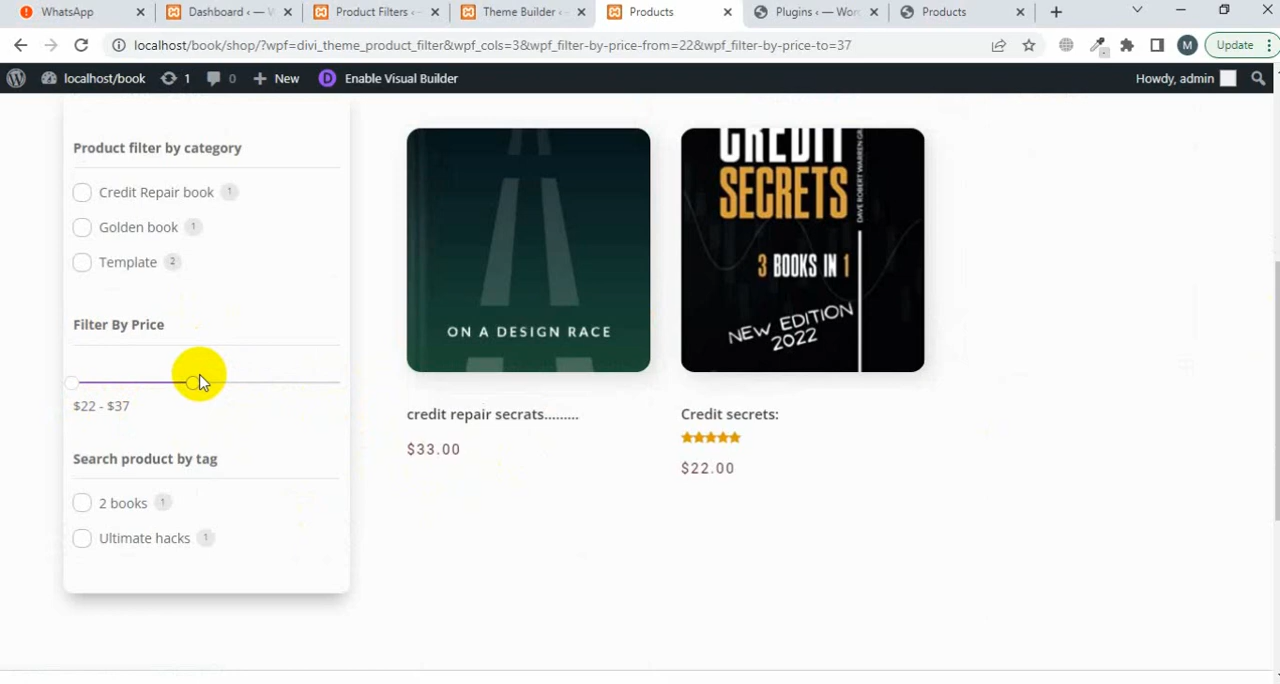 WhatsApp
Dashboard ‹ — W
Product Filters ‹ –
Theme Builder ‹ –
Products
Plugins ‹ — Word
Products
localhost/book/shop/?wpf=divi_theme_product_filter&wpf_cols=3&wpf_filter-by-price-from=22&wpf_filter-by-price-to=37
M
Update
localhost/book
1
0
New
D
Enable Visual Builder
Howdy, admin
Product filter by category
Credit Repair book 1
Golden book 1
Template 2
Filter By Price
$22 - $37
Search product by tag
2 books 1
Ultimate hacks 1
ON A DESIGN RACE
credit repair secrats.........
$33.00
CREDIT
SECRETS
3 BOOKS IN 1
NEW EDITION
2022
Credit secrets:
$22.00